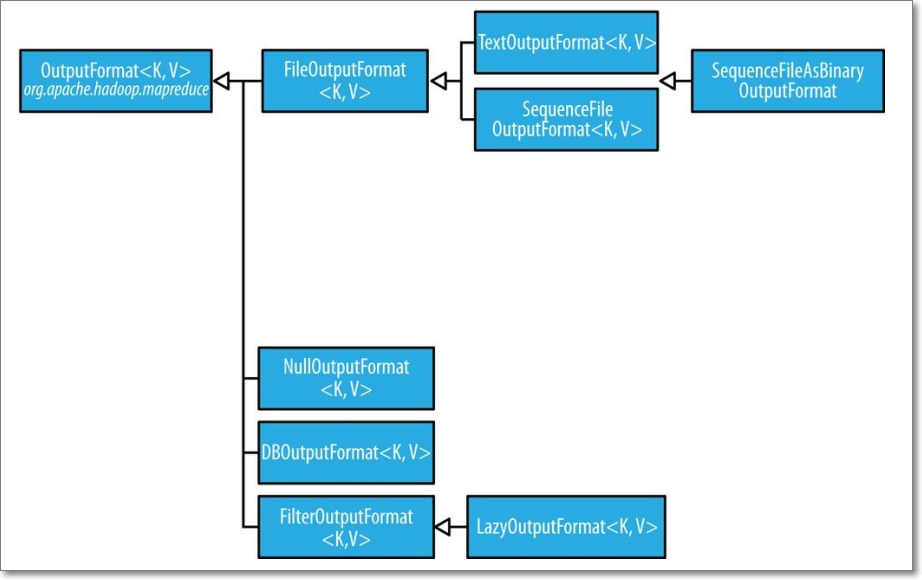 OutputFormat<K, V>
org.apache.hadoop.mapreduce
FileOutputFormat
<K, V>
TextOutputFormat<K, V>
SequenceFile
OutputFormat<K, V>
SequenceFileAsBinary
OutputFormat
NullOutputFormat
<K, V>
DBOutputFormat<K, V>
FilterOutputFormat
<K,V>
LazyOutputFormat<K, V>